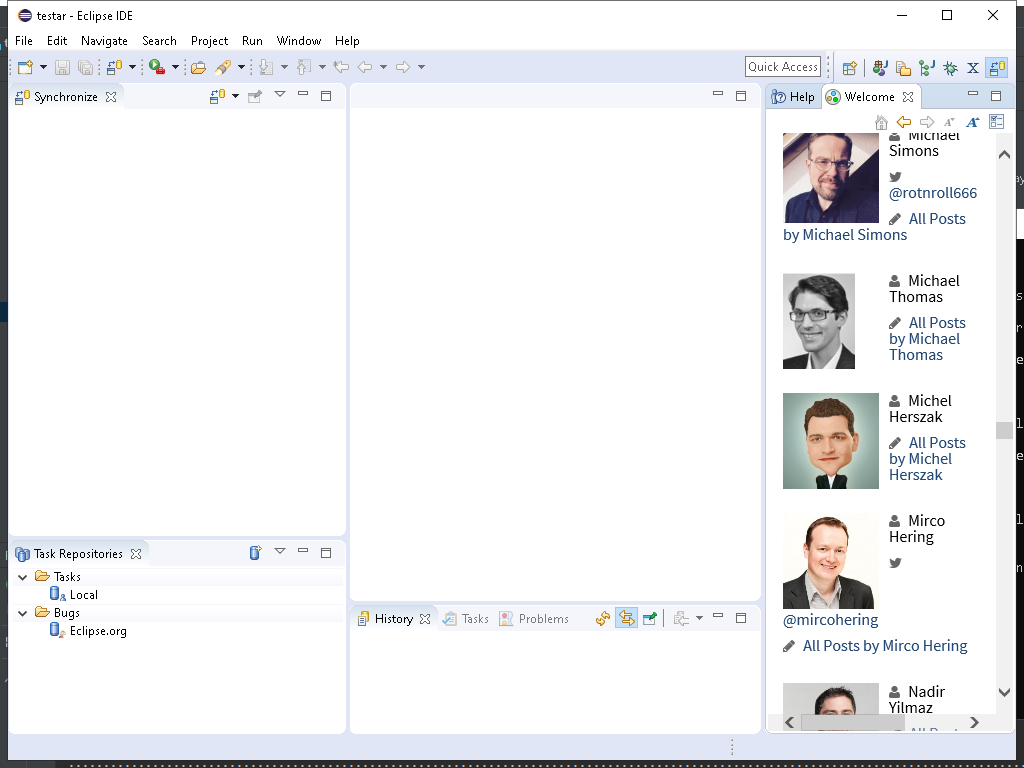 testar - Eclipse IDE
File Edit Navigate Search Project Run Window Help
Quick Access
Synchronize
Help Welcome
Michael
Simons
@rotnroll666
All Posts
by Michael Simons
Michael
Thomas
All Posts
by Michael
Thomas
Michel
Herszak
All Posts
by Michel
Herszak
Mirco
Hering
@mircohering
All Posts by Mirco Hering
Nadir
Yilmaz
Task Repositories
Tasks
Local
Bugs
Eclipse.org
History Tasks Problems